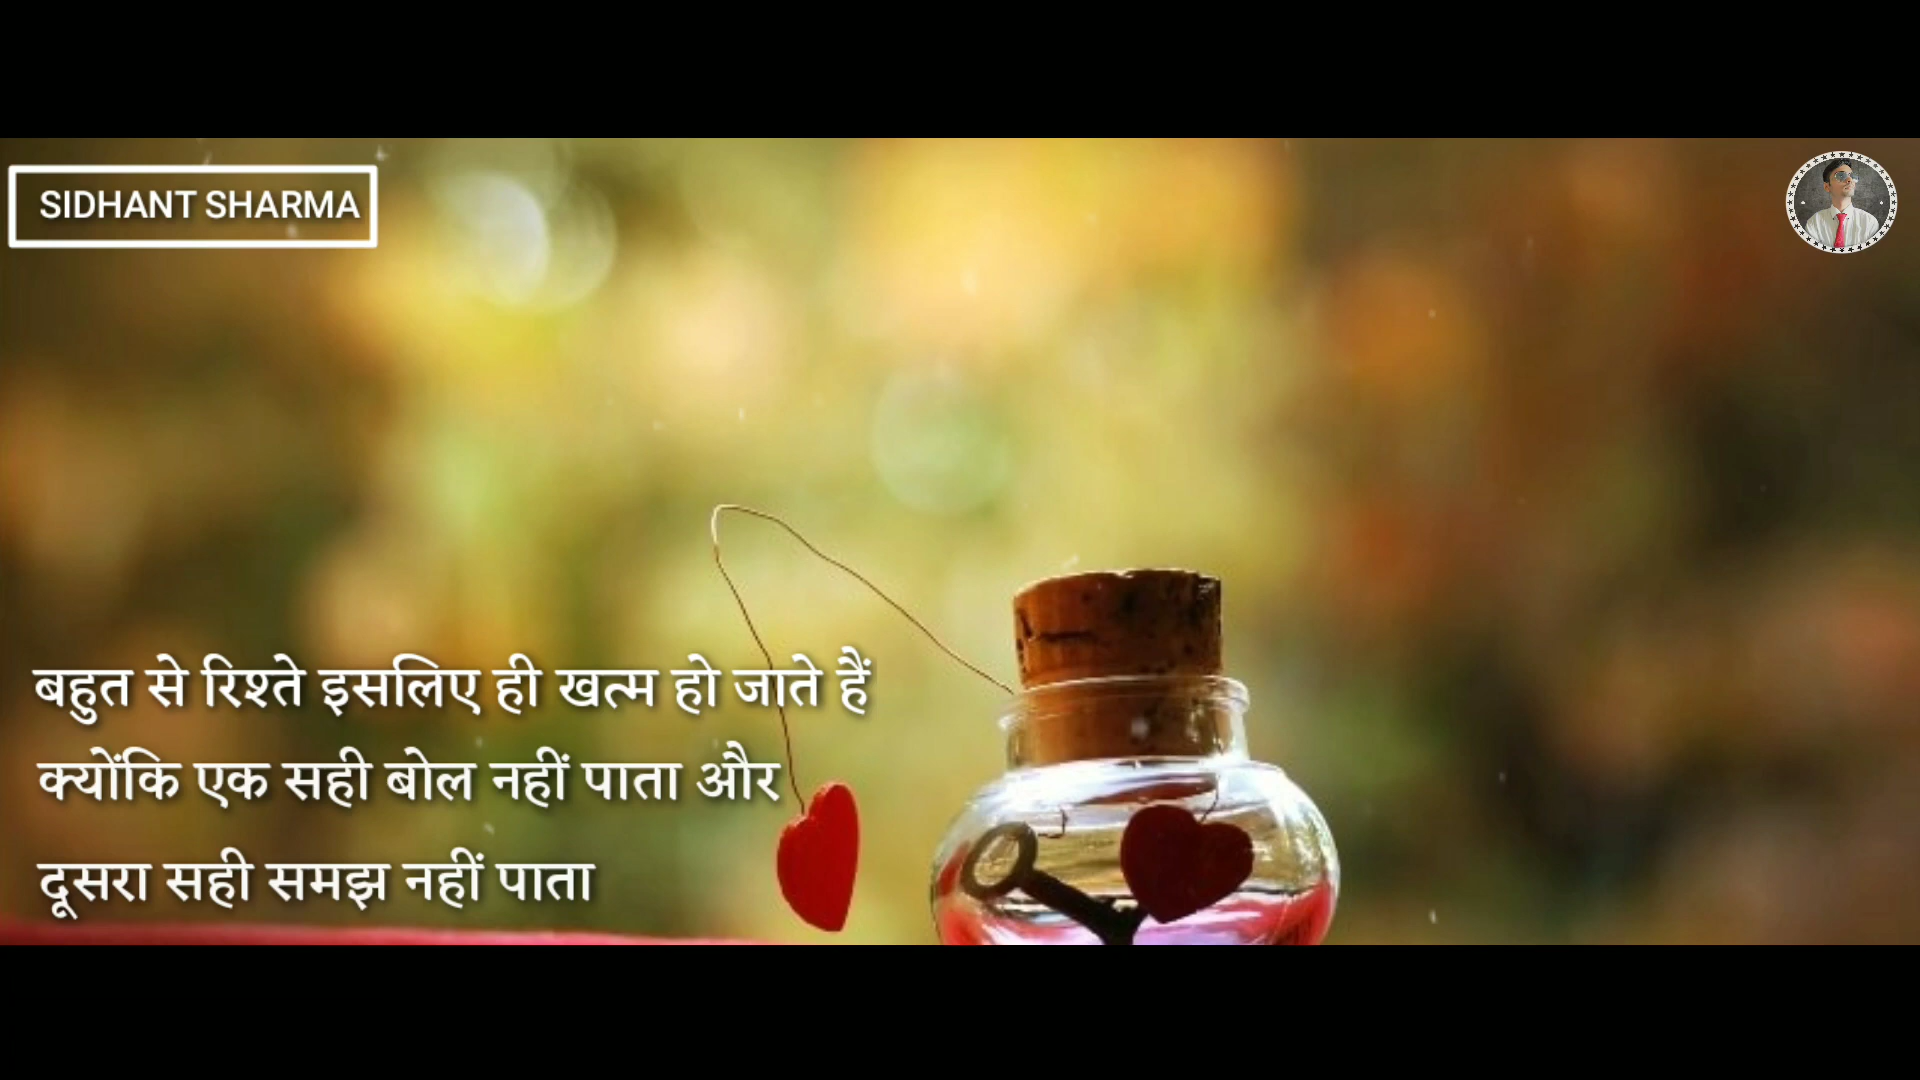 SIDHANT SHARMA
बहुत से रिश्ते इसलिए ही खत्म हो जाते हैं
क्योंकि एक सही बोल नहीं पाता और
दूसरा सही समझ नहीं पाता